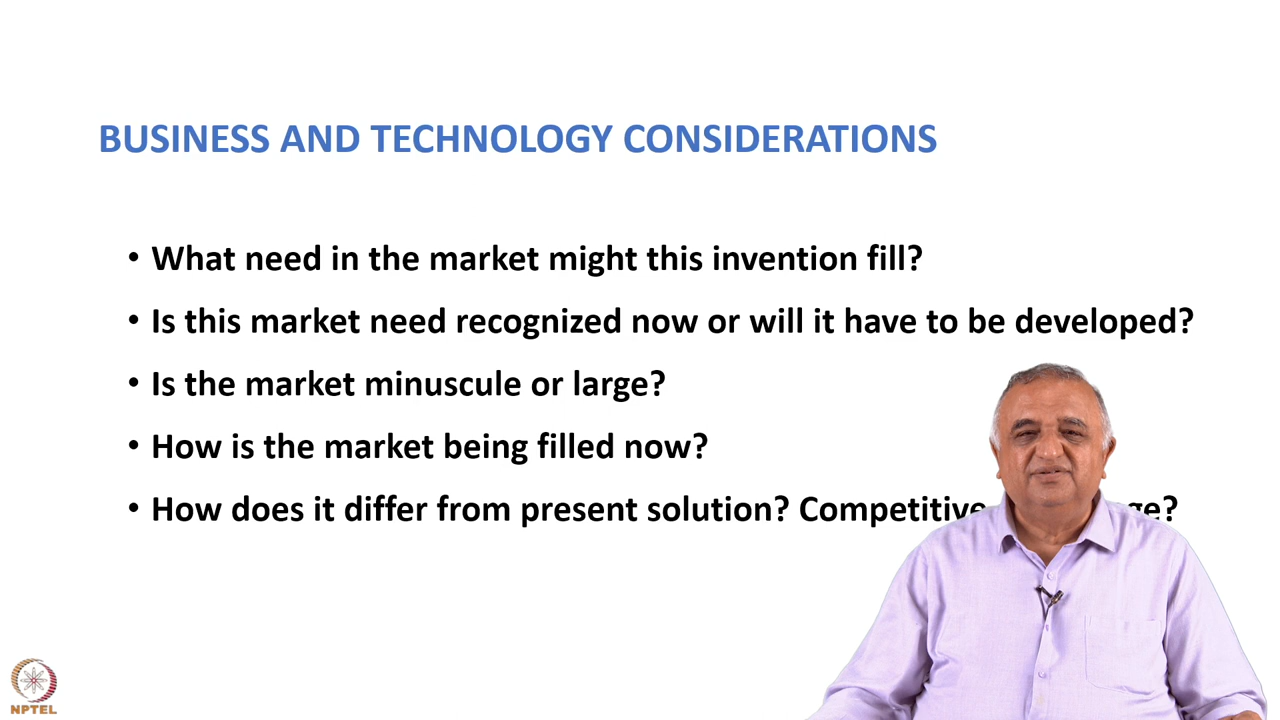 BUSINESS AND TECHNOLOGY CONSIDERATIONS
• What need in the market might this invention fill?
• Is this market need recognized now or will it have to be developed?
• Is the market minuscule or large?
• How is the market being filled now?
• How does it differ from present solution? Competitive
NPTEL